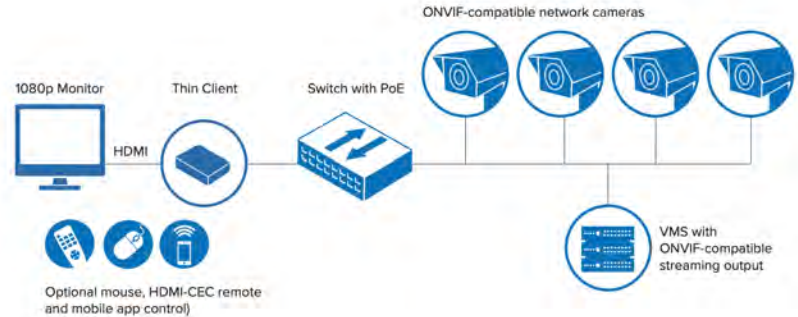 ONVIF-compatible network cameras
1080p Monitor
Thin Client
Switch with PoE
HDMI
VMS with
ONVIF-compatible
streaming output
Optional mouse, HDMI-CEC remote
and mobile app control)